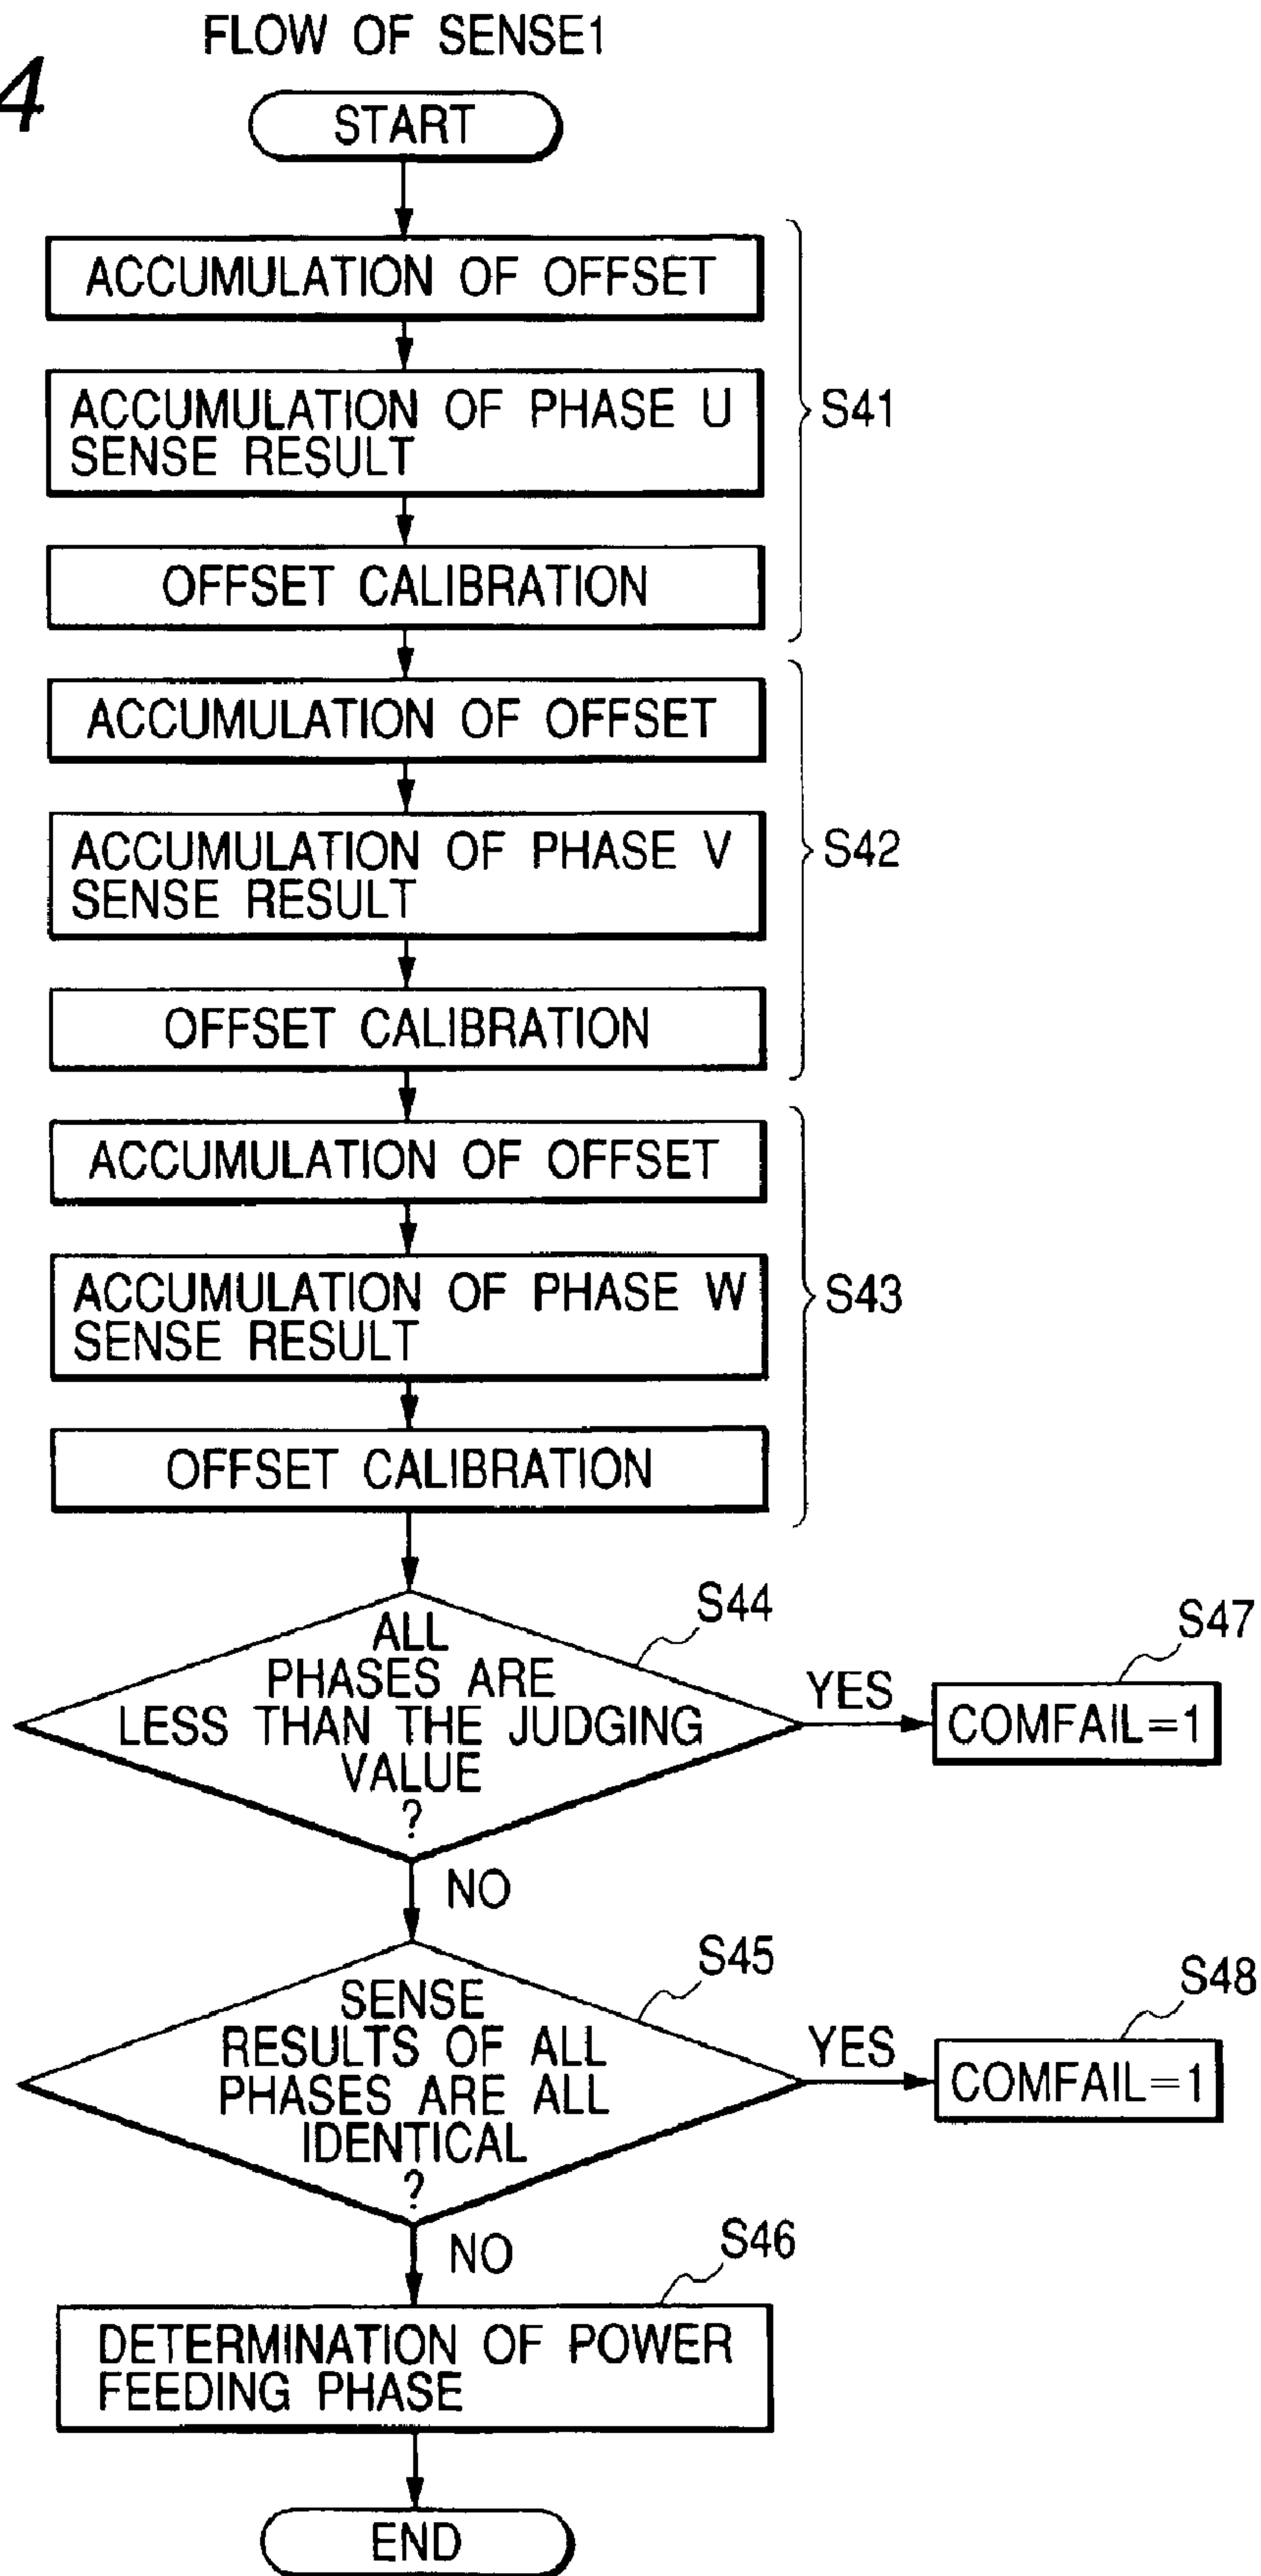 4
FLOW OF SENSE1
START
ACCUMULATION OF OFFSET
ACCUMULATION OF PHASE U
SENSE RESULT
S41
OFFSET CALIBRATION
ACCUMULATION OF OFFSET
ACCUMULATION OF PHASE V
SENSE RESULT
S42
OFFSET CALIBRATION
ACCUMULATION OF OFFSET
ACCUMULATION OF PHASE W
SENSE RESULT
S43
OFFSET CALIBRATION
S44
ALL
PHASES ARE
LESS THAN THE JUDGING
VALUE
?
YES
S47
COMFAIL=1
NO
S45
SENSE
RESULTS OF ALL
PHASES ARE ALL
IDENTICAL
?
YES
S48
COMFAIL=1
NO
S46
DETERMINATION OF POWER
FEEDING PHASE
END